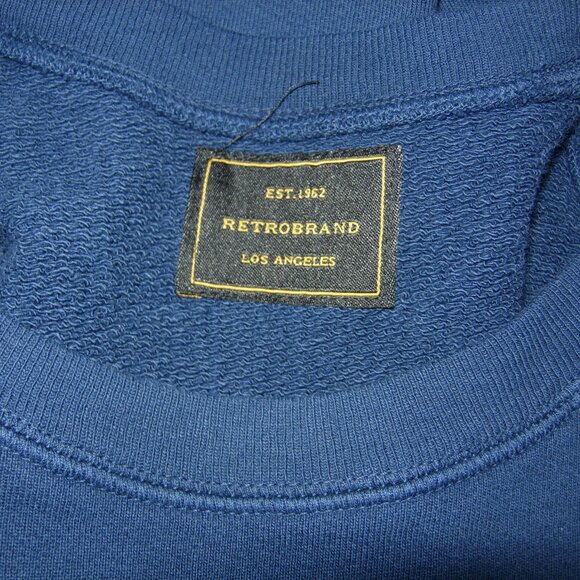 EST. 1962
RETROBRAND
LOS ANGELES